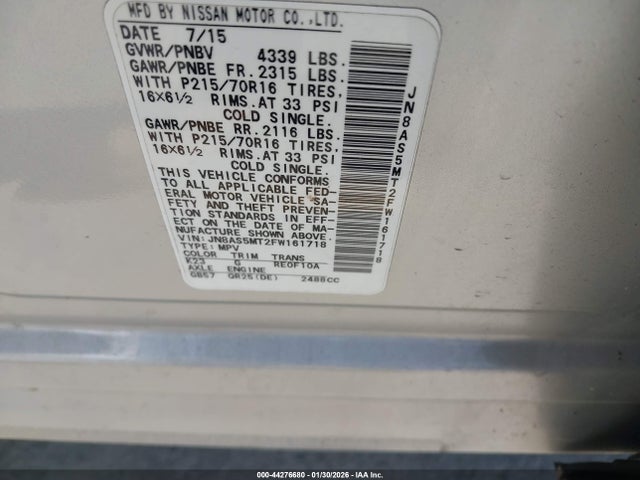 MFD BY NISSAN MOTOR CO.,LTD.
DATE 7/15
GVWR/PNBV 4339 LBS.
GAWR/PNBE FR. 2315 LBS.
WITH P215/70R16 TIRES,
16X6½ RIMS. AT 33 PSI
COLD SINGLE.
GAWR/PNBE RR. 2116 LBS.
WITH P215/70R16 TIRES,
16X6½ RIMS. AT 33 PSI
COLD SINGLE.
THIS VEHICLE CONFORMS
TO ALL APPLICABLE FED-
ERAL MOTOR VEHICLE SA-
FETY AND THEFT PREVEN-
TION STANDARDS IN EFF-
ECT ON THE DATE OF MA-
NUFACTURE SHOWN ABOVE.
VIN: JN8AS5MT2FW161718
TYPE: MPV
COLOR TRIM TRANS
K23 G RE0F10A
AXLE ENGINE
GB57 QR25(DE) 2488CC
JN8AS5MT2FW161718
000-44276680 - 01/30/2026 - IAA Inc.